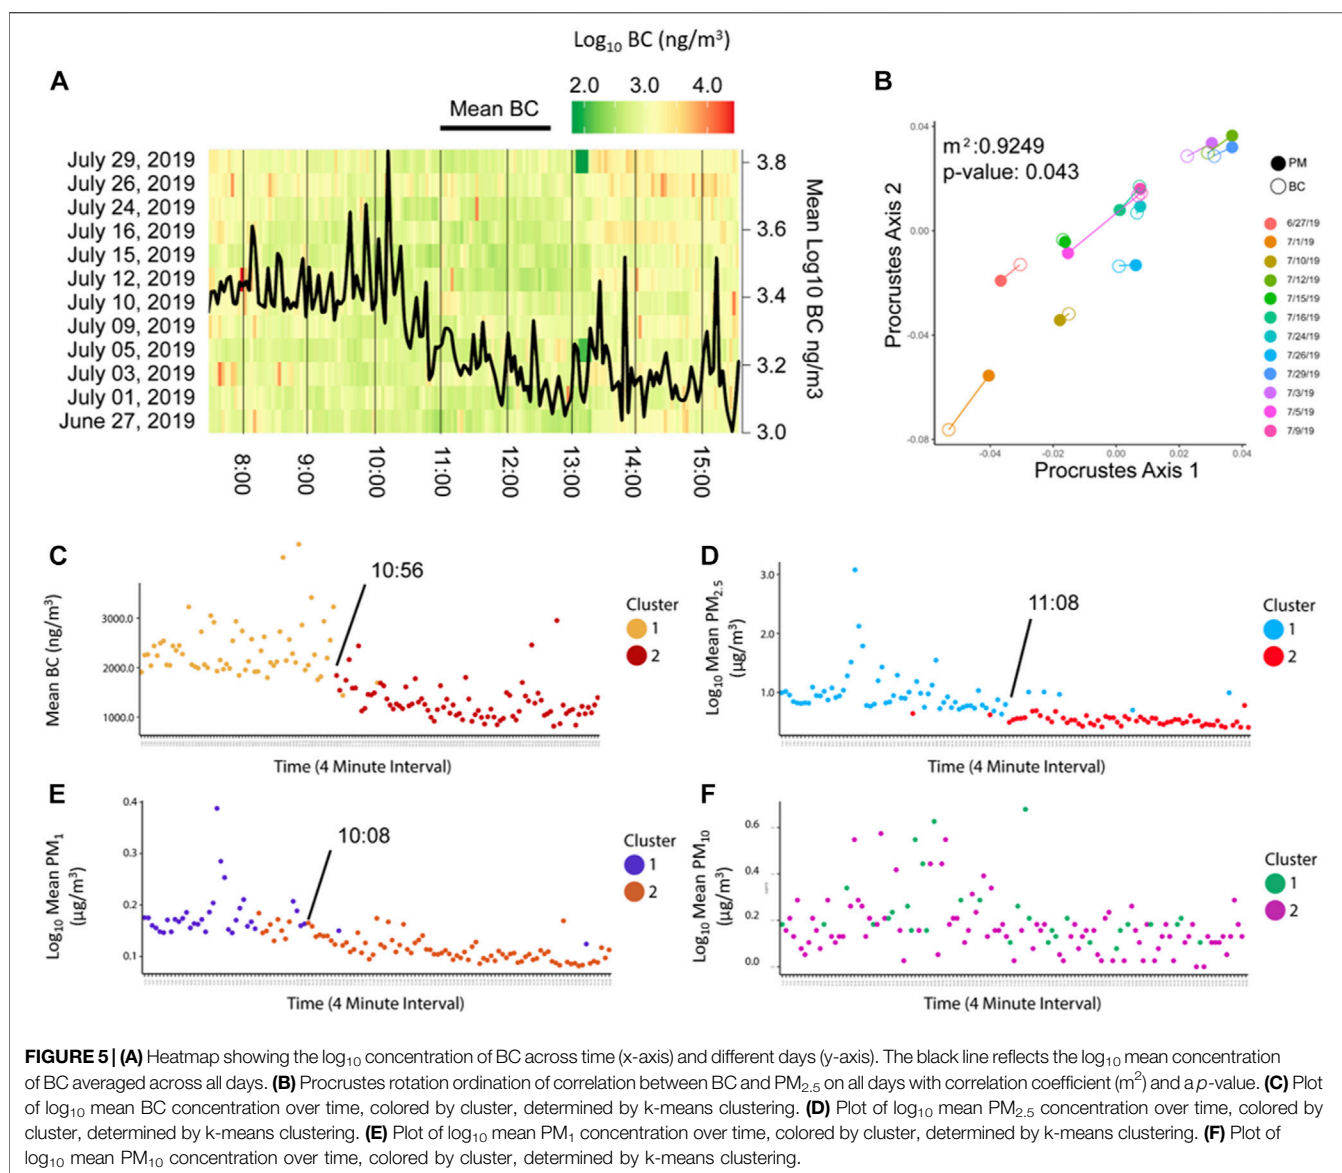 Log10 BC (ng/m³)
A
Mean BC
2.0 3.0 4.0
July 29, 2019
July 26, 2019
July 24, 2019
July 16, 2019
July 15, 2019
July 12, 2019
July 10, 2019
July 09, 2019
July 05, 2019
July 03, 2019
July 01, 2019
June 27, 2019
3.8
3.6
3.4
3.2
3.0
Mean Log10 BC ng/m3
8:00 9:00 10:00 11:00 12:00 13:00 14:00 15:00
B
m²:0.9249
p-value: 0.043
0.04
0.00
-0.04
-0.08
Procrustes Axis 2
-0.04 -0.02 0.00 0.02 0.04
Procrustes Axis 1
PM
BC
6/27/19
7/1/19
7/10/19
7/12/19
7/15/19
7/16/19
7/24/19
7/26/19
7/29/19
7/3/19
7/5/19
7/9/19
C
10:56
Mean BC (ng/m³)
3000.0
2000.0
1000.0
Time (4 Minute Interval)
Cluster
1
2
D
11:08
Log10 Mean PM2.5
(µg/m³)
3.0
2.0
1.0
Time (4 Minute Interval)
Cluster
1
2
E
10:08
Log10 Mean PM1
(µg/m³)
0.4
0.3
0.2
0.1
Time (4 Minute Interval)
Cluster
1
2
F
Log10 Mean PM10
(µg/m³)
0.6
0.4
0.2
0.0
Time (4 Minute Interval)
Cluster
1
2
FIGURE 5 | (A) Heatmap showing the log10 concentration of BC across time (x-axis) and different days (y-axis). The black line reflects the log10 mean concentration
of BC averaged across all days. (B) Procrustes rotation ordination of correlation between BC and PM2.5 on all days with correlation coefficient (m²) and a p-value. (C) Plot
of log10 mean BC concentration over time, colored by cluster, determined by k-means clustering. (D) Plot of log10 mean PM2.5 concentration over time, colored by
cluster, determined by k-means clustering. (E) Plot of log10 mean PM1 concentration over time, colored by cluster, determined by k-means clustering. (F) Plot of
log10 mean PM10 concentration over time, colored by cluster, determined by k-means clustering.